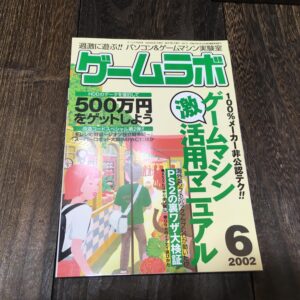 過激に遊ぶ!! パソコン&ゲームマシン実験室
ゲームラボ
500万円
をゲットしよう
100%メーカー非公認テク!!
ゲームマシン
激活用マニュアル
PS2の裏ワザ大検証
6
2002